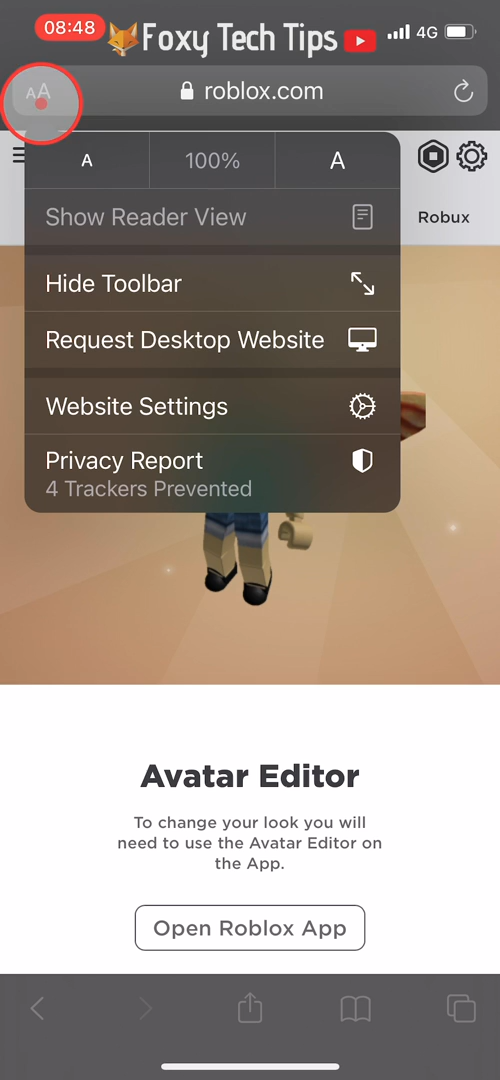 08:48
Foxy Tech Tips
4G
AA
roblox.com
A
100%
A
Robux
Show Reader View
Hide Toolbar
Request Desktop Website
Website Settings
Privacy Report
4 Trackers Prevented
Avatar Editor
To change your look you will
need to use the Avatar Editor on
the App.
Open Roblox App